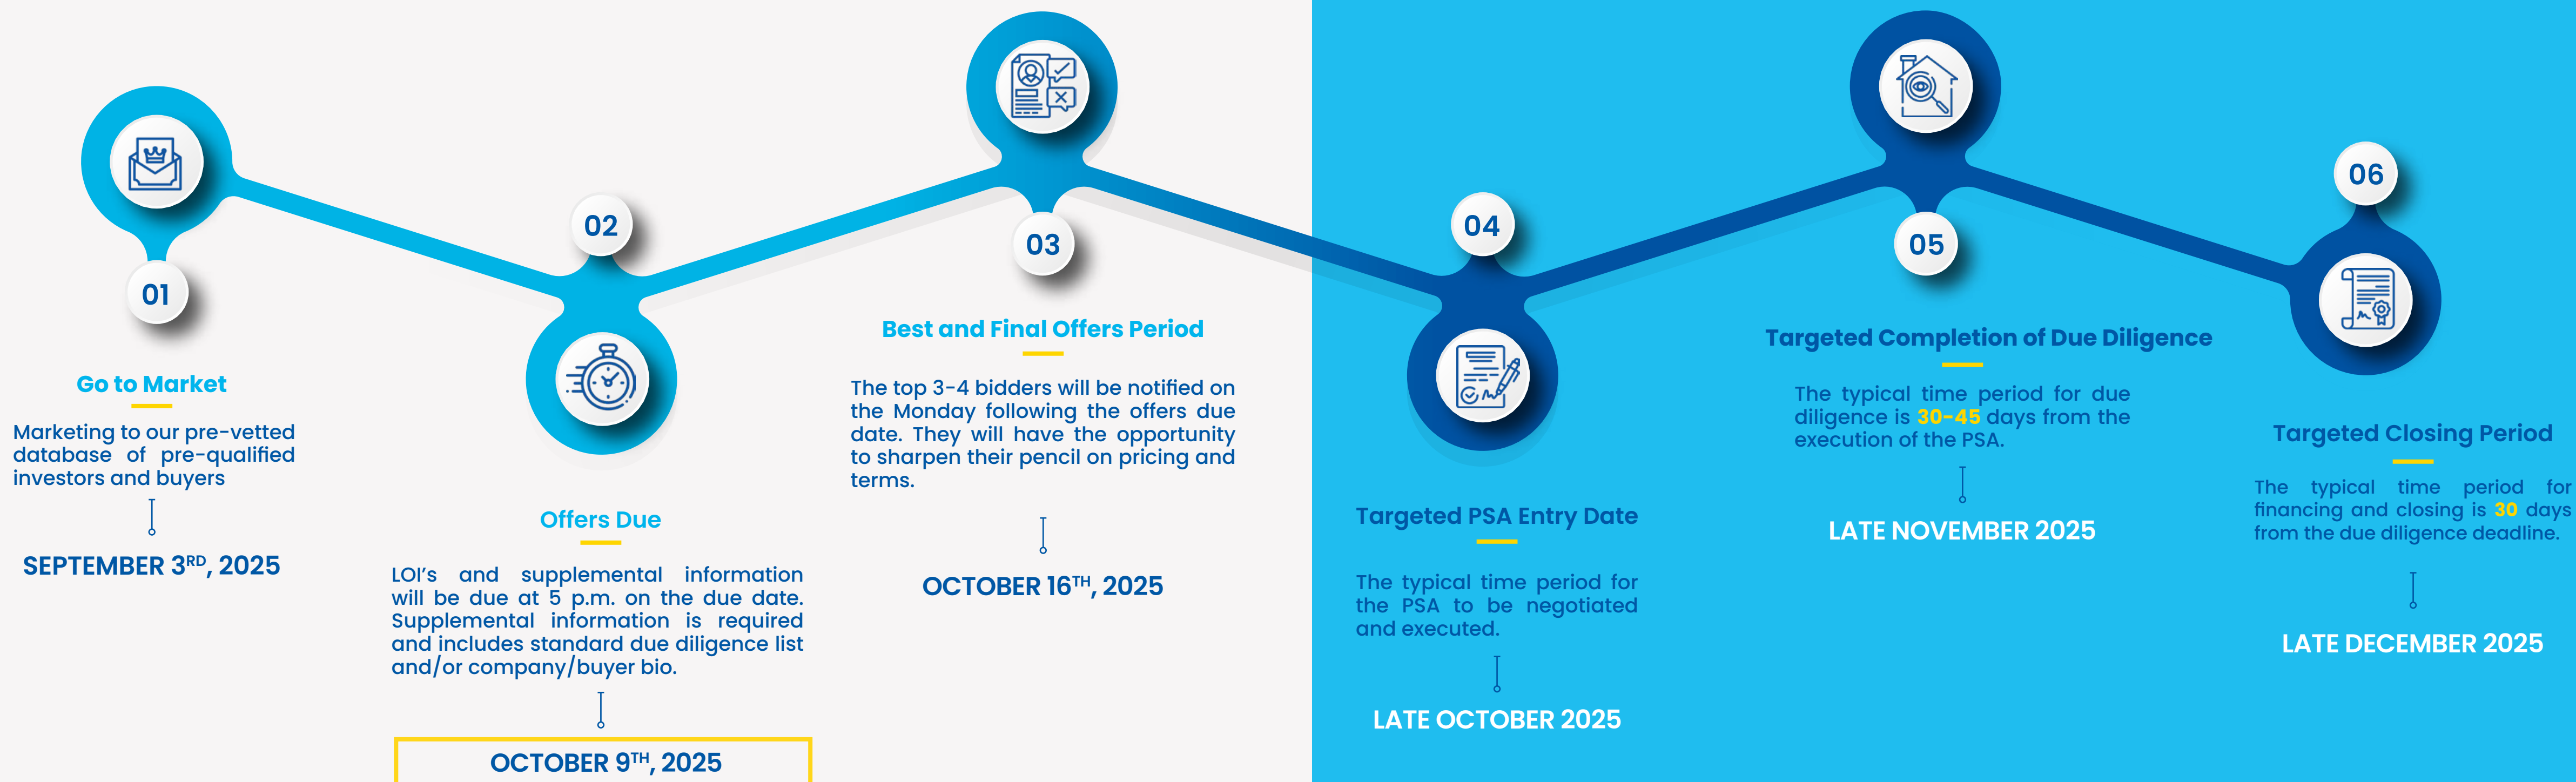 01
Go to Market
Marketing to our pre-vetted
database of pre-qualified
investors and buyers
SEPTEMBER 3RD, 2025
02
Offers Due
LOI's and supplemental information
will be due at 5 p.m. on the due date.
Supplemental information is required
and includes standard due diligence list
and/or company/buyer bio.
OCTOBER 9TH, 2025
03
Best and Final Offers Period
The top 3-4 bidders will be notified on
the Monday following the offers due
date. They will have the opportunity
to sharpen their pencil on pricing and
terms.
OCTOBER 16TH, 2025
04
Targeted PSA Entry Date
The typical time period for
the PSA to be negotiated
and executed.
LATE OCTOBER 2025
05
Targeted Completion of Due Diligence
The typical time period for due
diligence is 30-45 days from the
execution of the PSA.
LATE NOVEMBER 2025
06
Targeted Closing Period
The typical time period for
financing and closing is 30 days
from the due diligence deadline.
LATE DECEMBER 2025